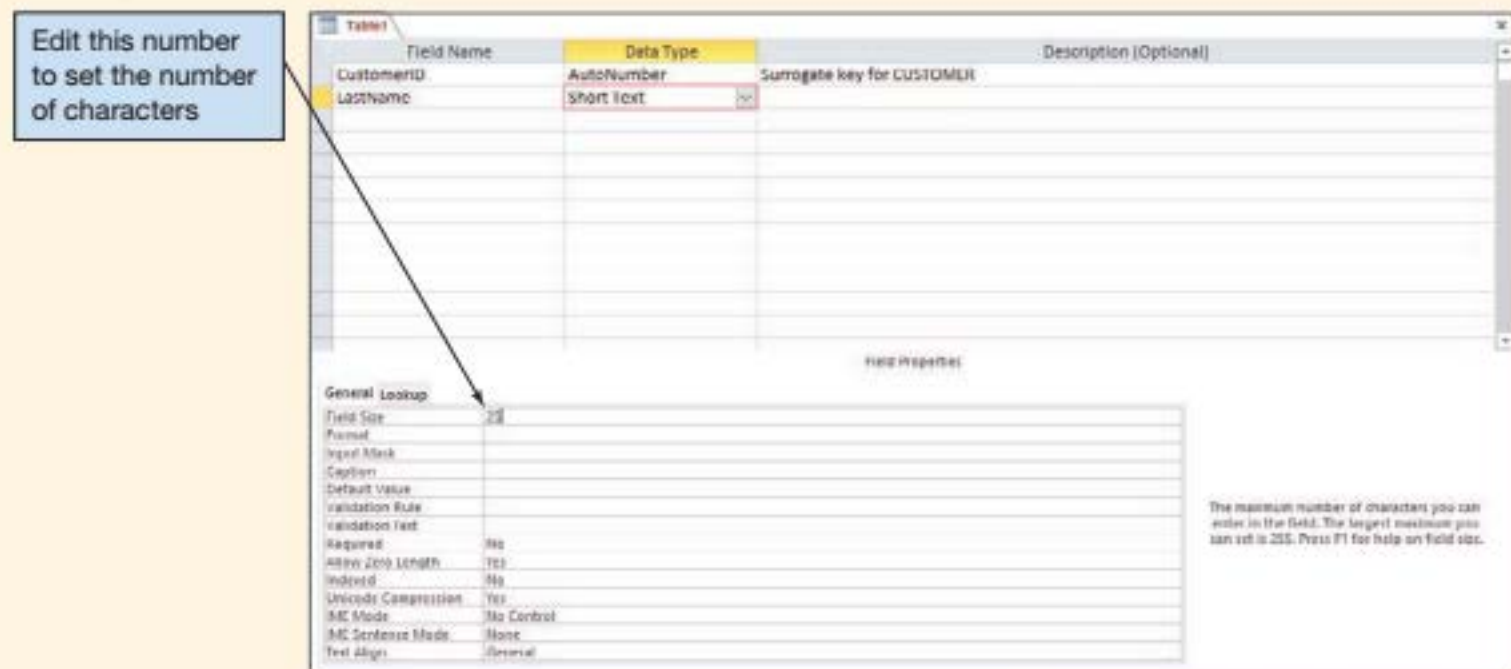 Edit this number
to set the number
of characters
Table1
Field Name Data Type Description (Optional)
CustomerID AutoNumber Surrogate key for CUSTOMER
LastName Short Text
Field Properties
General Lookup
Field Size
Format
Input Mask
Caption
Default Value
Validation Rule
Validation Text
Required No
Allow Zero Length Yes
Indexed No
Unicode Compression Yes
IME Mode No Control
IME Sentence Mode None
Text Align General
The maximum number of characters you can
enter in the field. The largest maximum you
can set is 255. Press F1 for help on field size.